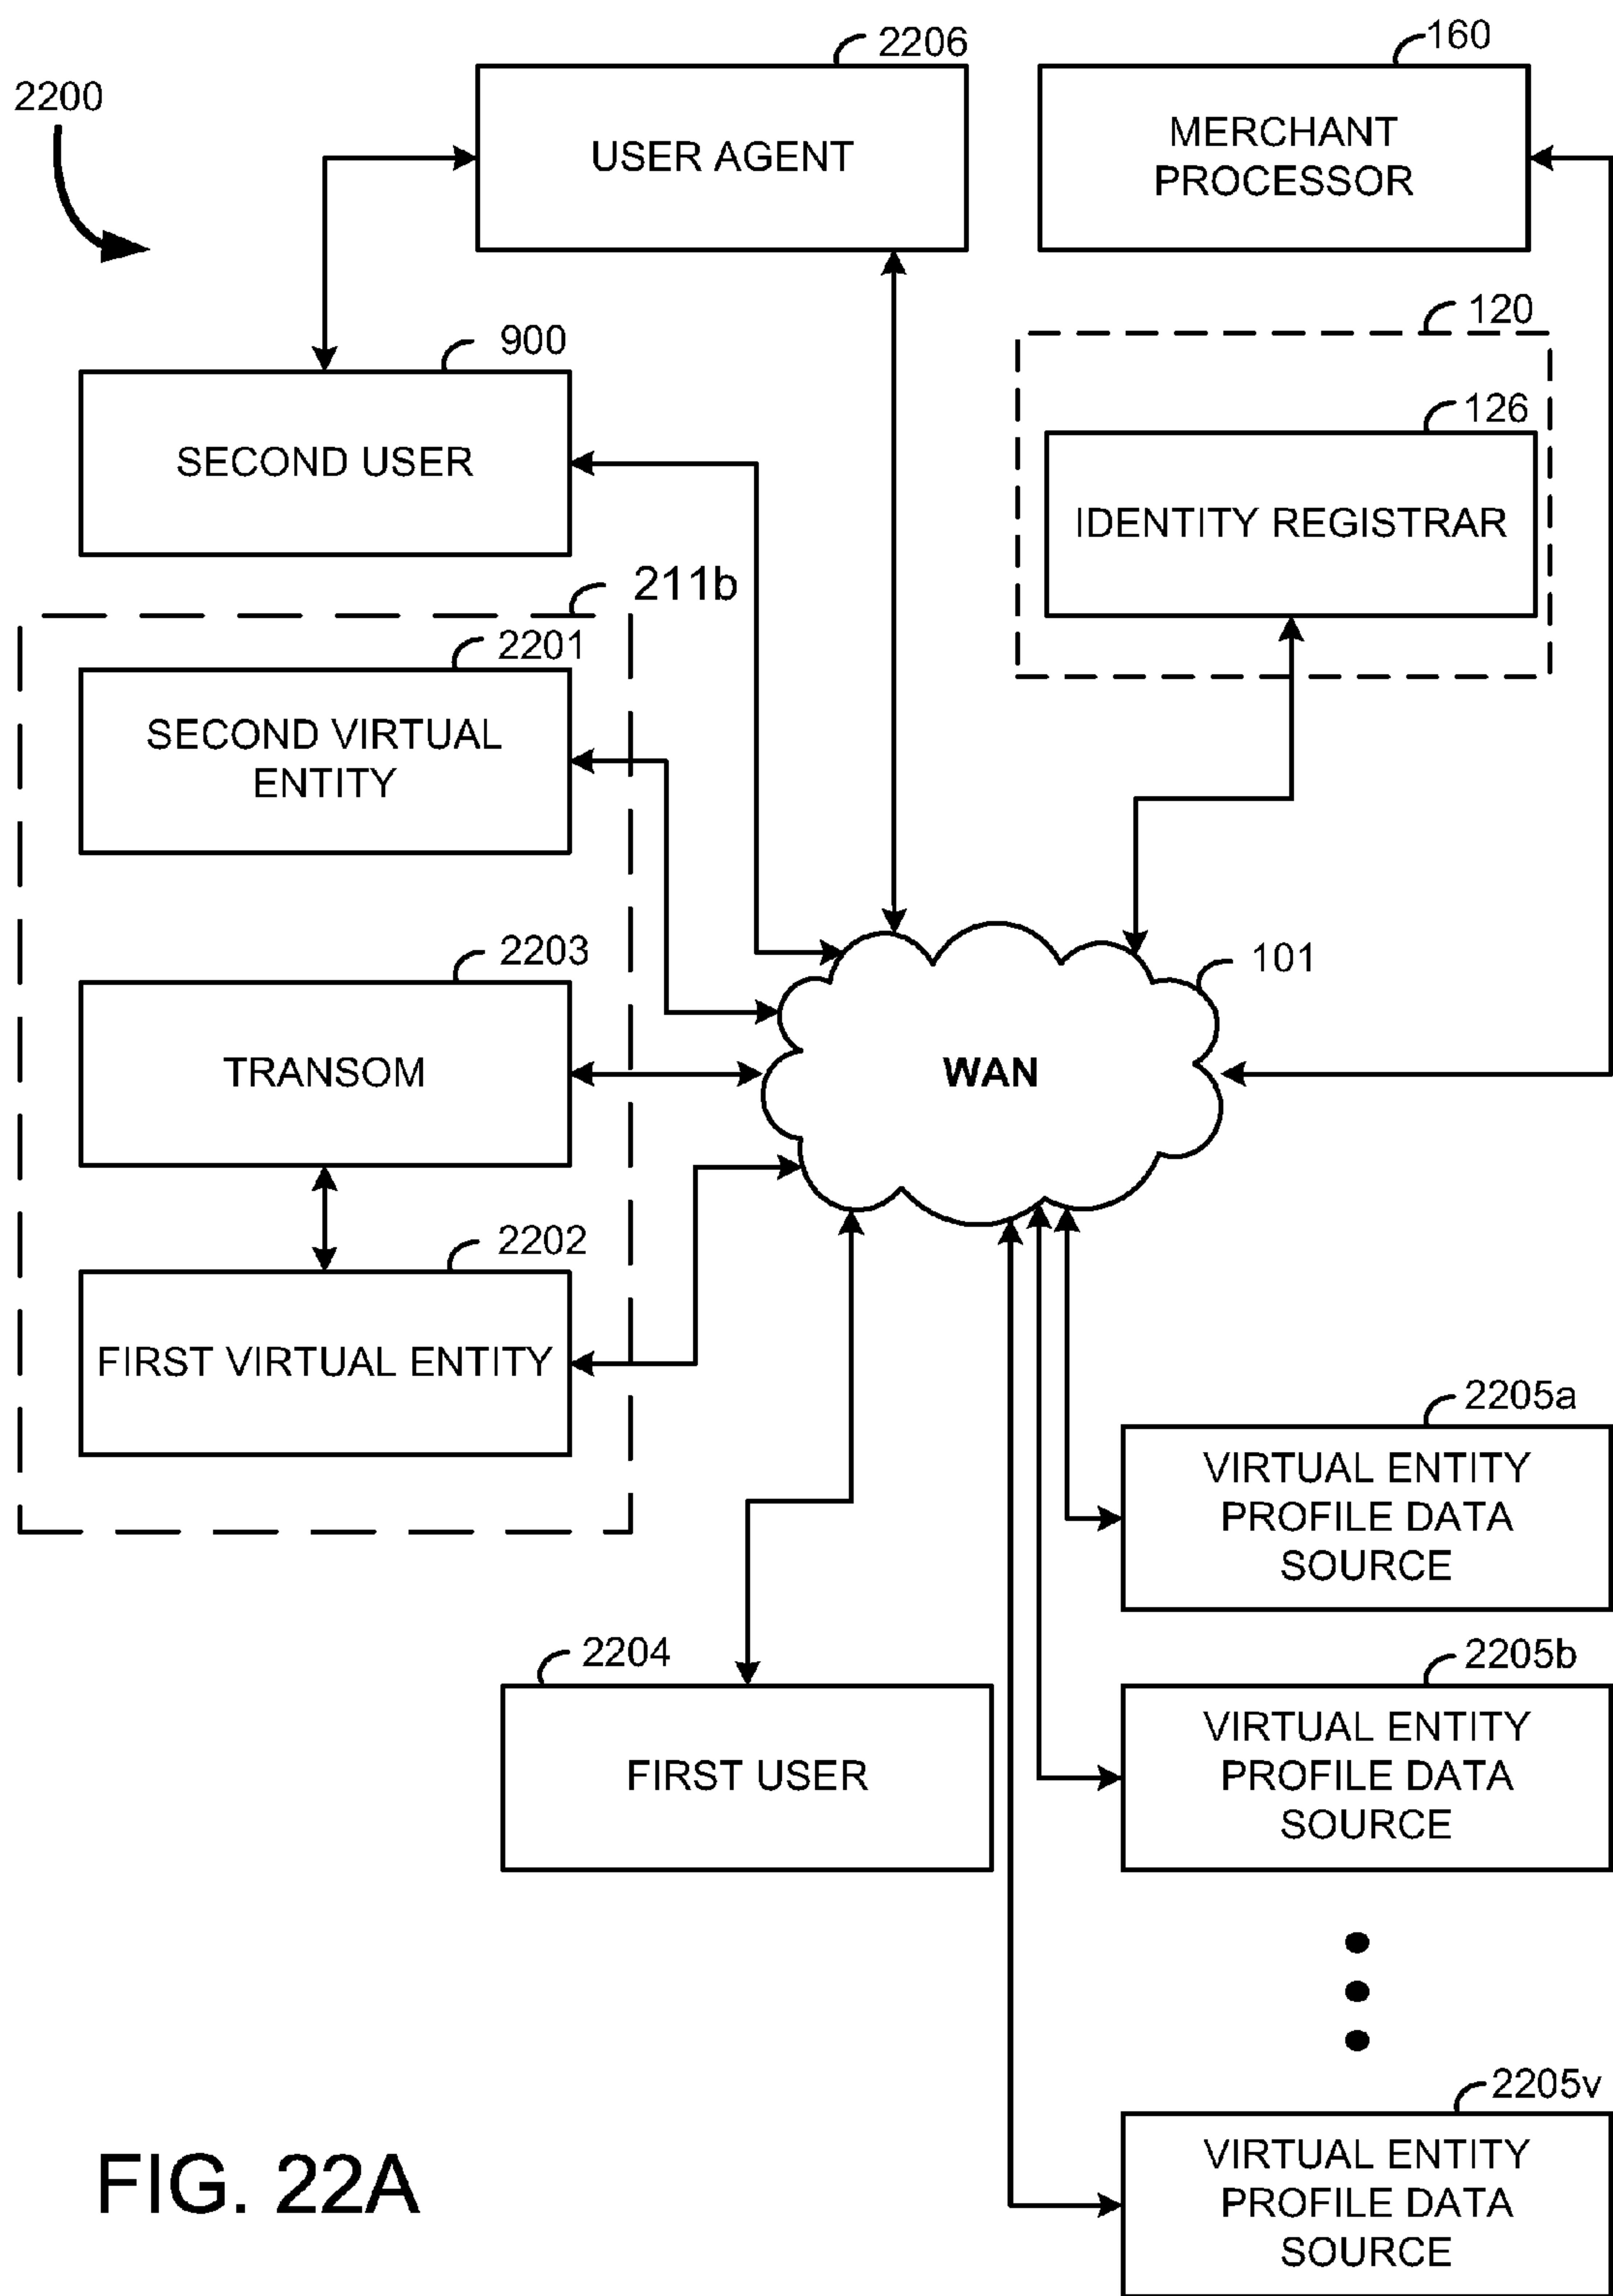 2206
160
2200
USER AGENT
MERCHANT
PROCESSOR
120
900
126
SECOND USER
IDENTITY REGISTRAR
211b
2201
SECOND VIRTUAL
ENTITY
2203
101
TRANSOM
WAN
2202
FIRST VIRTUAL ENTITY
2205a
VIRTUAL ENTITY
PROFILE DATA
SOURCE
2204
2205b
FIRST USER
VIRTUAL ENTITY
PROFILE DATA
SOURCE
2205v
VIRTUAL ENTITY
PROFILE DATA
SOURCE
FIG. 22A